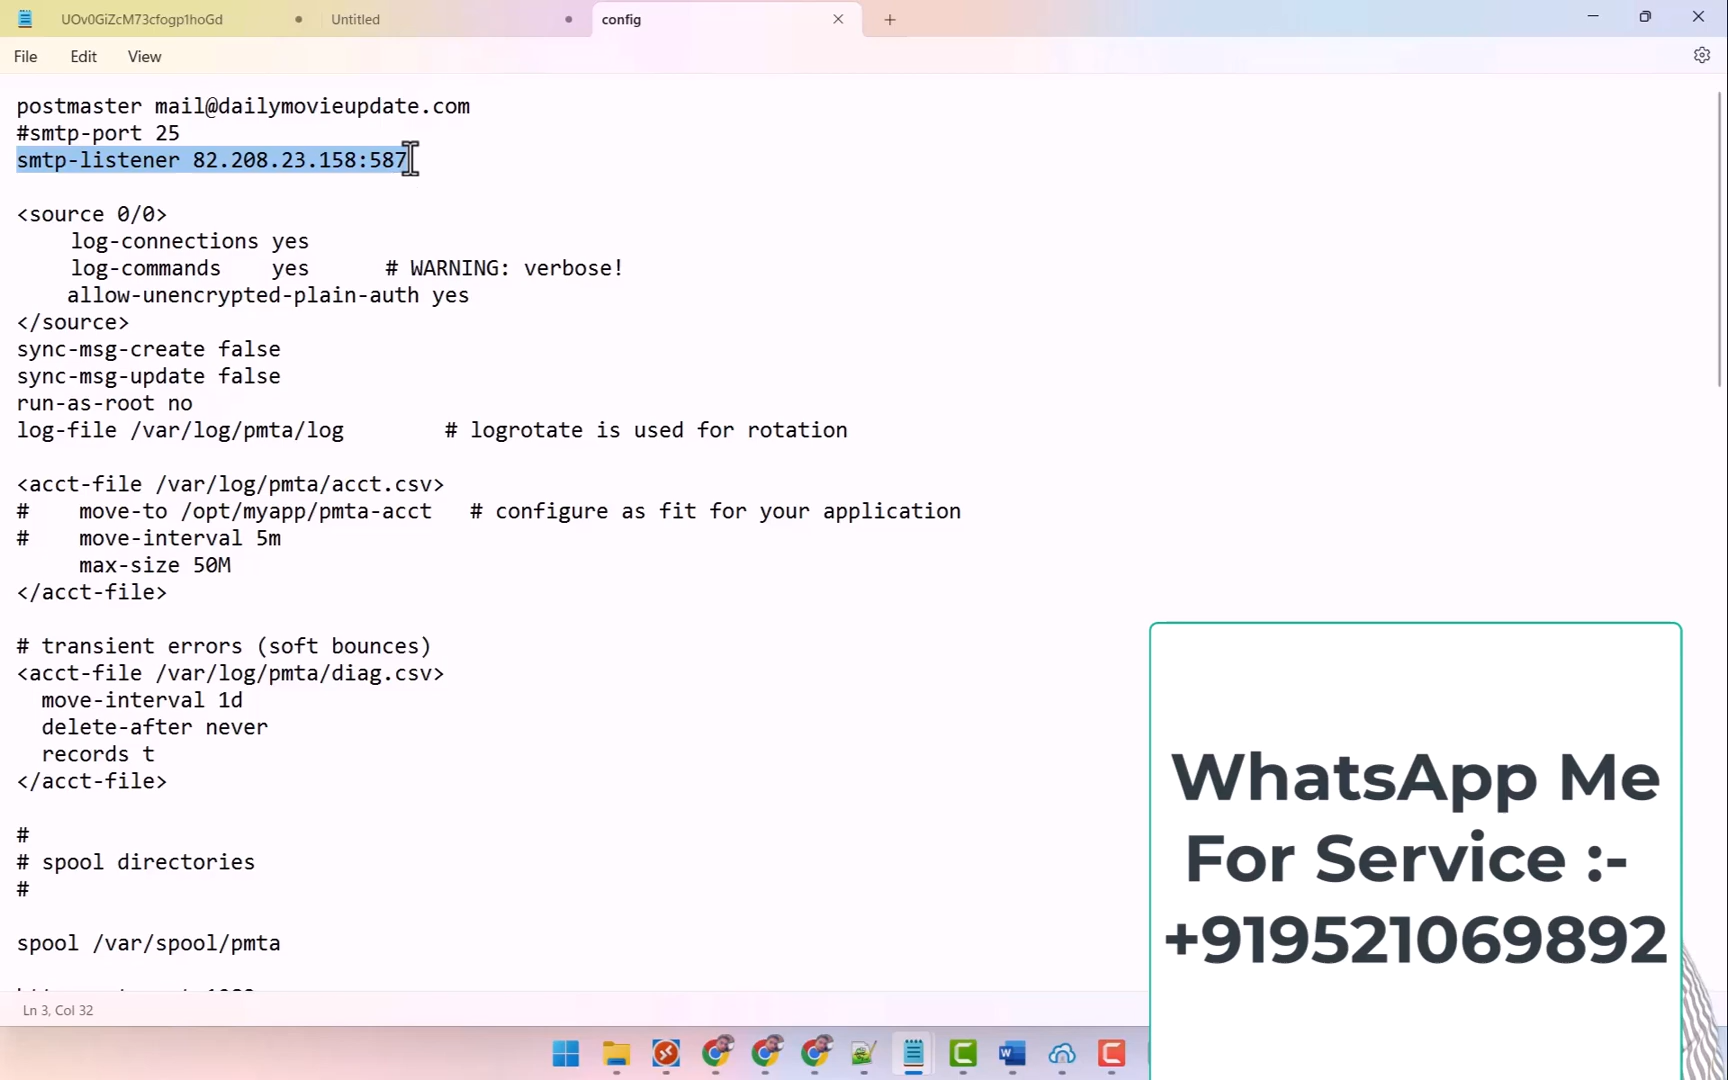 UOv0GiZcM73cfogp1hoGd
Untitled
config
File
Edit
View
postmaster mail@dailymovieupdate.com
#smtp-port 25
smtp-listener 82.208.23.158:587
<source 0/0>
log-connections yes
log-commands yes # WARNING: verbose!
allow-unencrypted-plain-auth yes
</source>
sync-msg-create false
sync-msg-update false
run-as-root no
log-file /var/log/pmta/log # logrotate is used for rotation
<acct-file /var/log/pmta/acct.csv>
# move-to /opt/myapp/pmta-acct # configure as fit for your application
# move-interval 5m
max-size 50M
</acct-file>
# transient errors (soft bounces)
<acct-file /var/log/pmta/diag.csv>
move-interval 1d
delete-after never
records t
</acct-file>
#
# spool directories
#
spool /var/spool/pmta
Ln 3, Col 32
WhatsApp Me
For Service :-
+919521069892